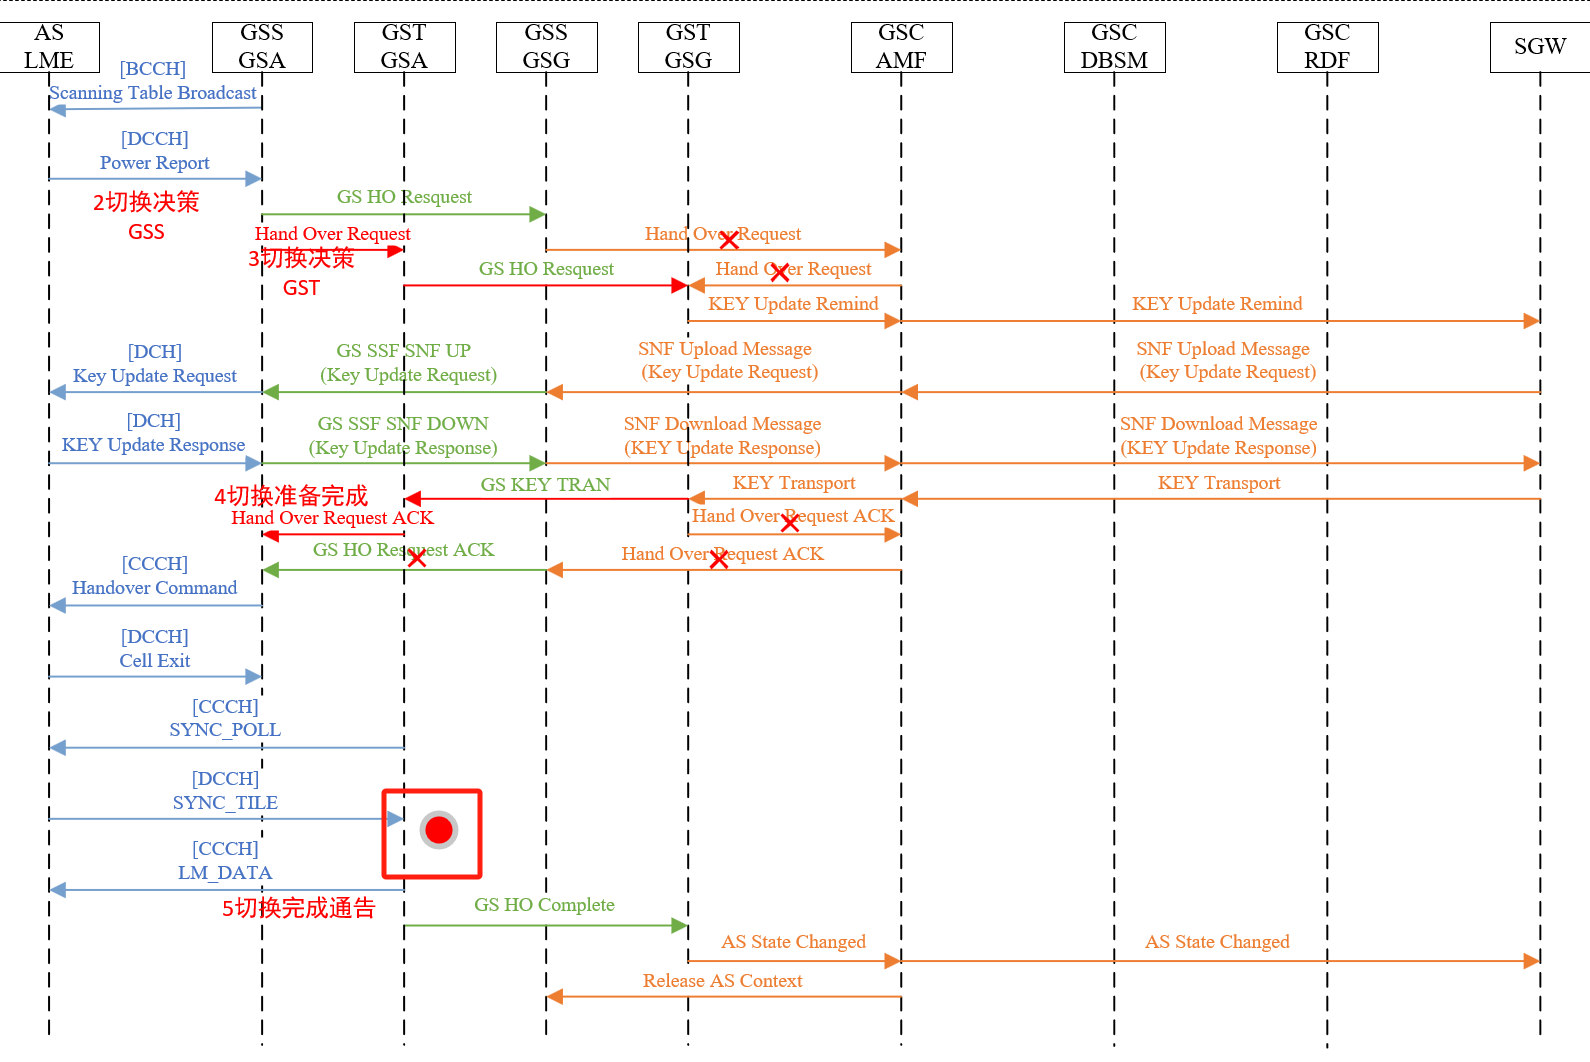 AS
LME
GSS
GSA
GST
GSA
GSS
GSG
GST
GSG
GSC
AMF
GSC
DBSM
GSC
RDF
SGW
[BCCH]
Scanning Table Broadcast
[DCCH]
Power Report
2切换决策
GSS
GS HO Resquest
Hand Over Request
Hand Over Request
3切换决策
GST
GS HO Resquest
Hand Over Request
KEY Update Remind
KEY Update Remind
[DCH]
Key Update Request
GS SSF SNF UP
(Key Update Request)
SNF Upload Message
(Key Update Request)
SNF Upload Message
(Key Update Request)
[DCH]
KEY Update Response
GS SSF SNF DOWN
(Key Update Response)
SNF Download Message
(KEY Update Response)
SNF Download Message
(KEY Update Response)
4切换准备完成
GS KEY TRAN
KEY Transport
KEY Transport
Hand Over Request ACK
Hand Over Request ACK
GS HO Resquest ACK
Hand Over Request ACK
[CCCH]
Handover Command
[DCCH]
Cell Exit
[CCCH]
SYNC_POLL
[DCCH]
SYNC_TILE
[CCCH]
LM_DATA
5切换完成通告
GS HO Complete
AS State Changed
AS State Changed
Release AS Context